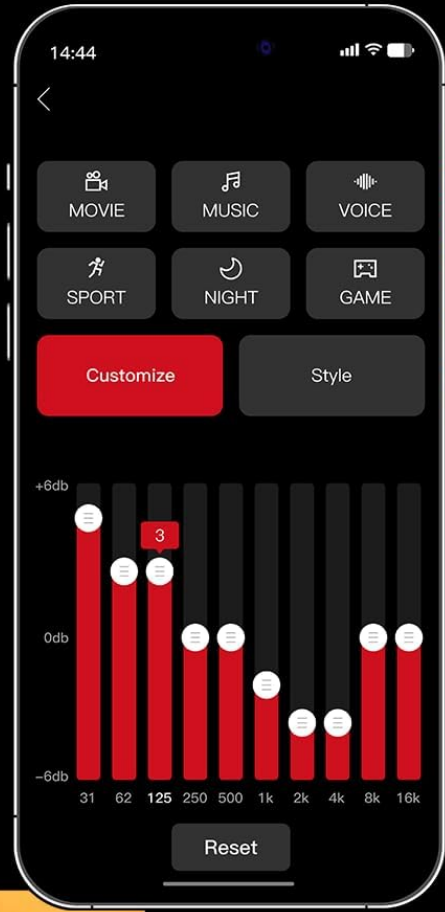 14:44
MOVIE MUSIC VOICE
SPORT NIGHT GAME
Customize Style
+6db
3
0db
-6db
31 62 125 250 500 1k 2k 4k 8k 16k
Reset